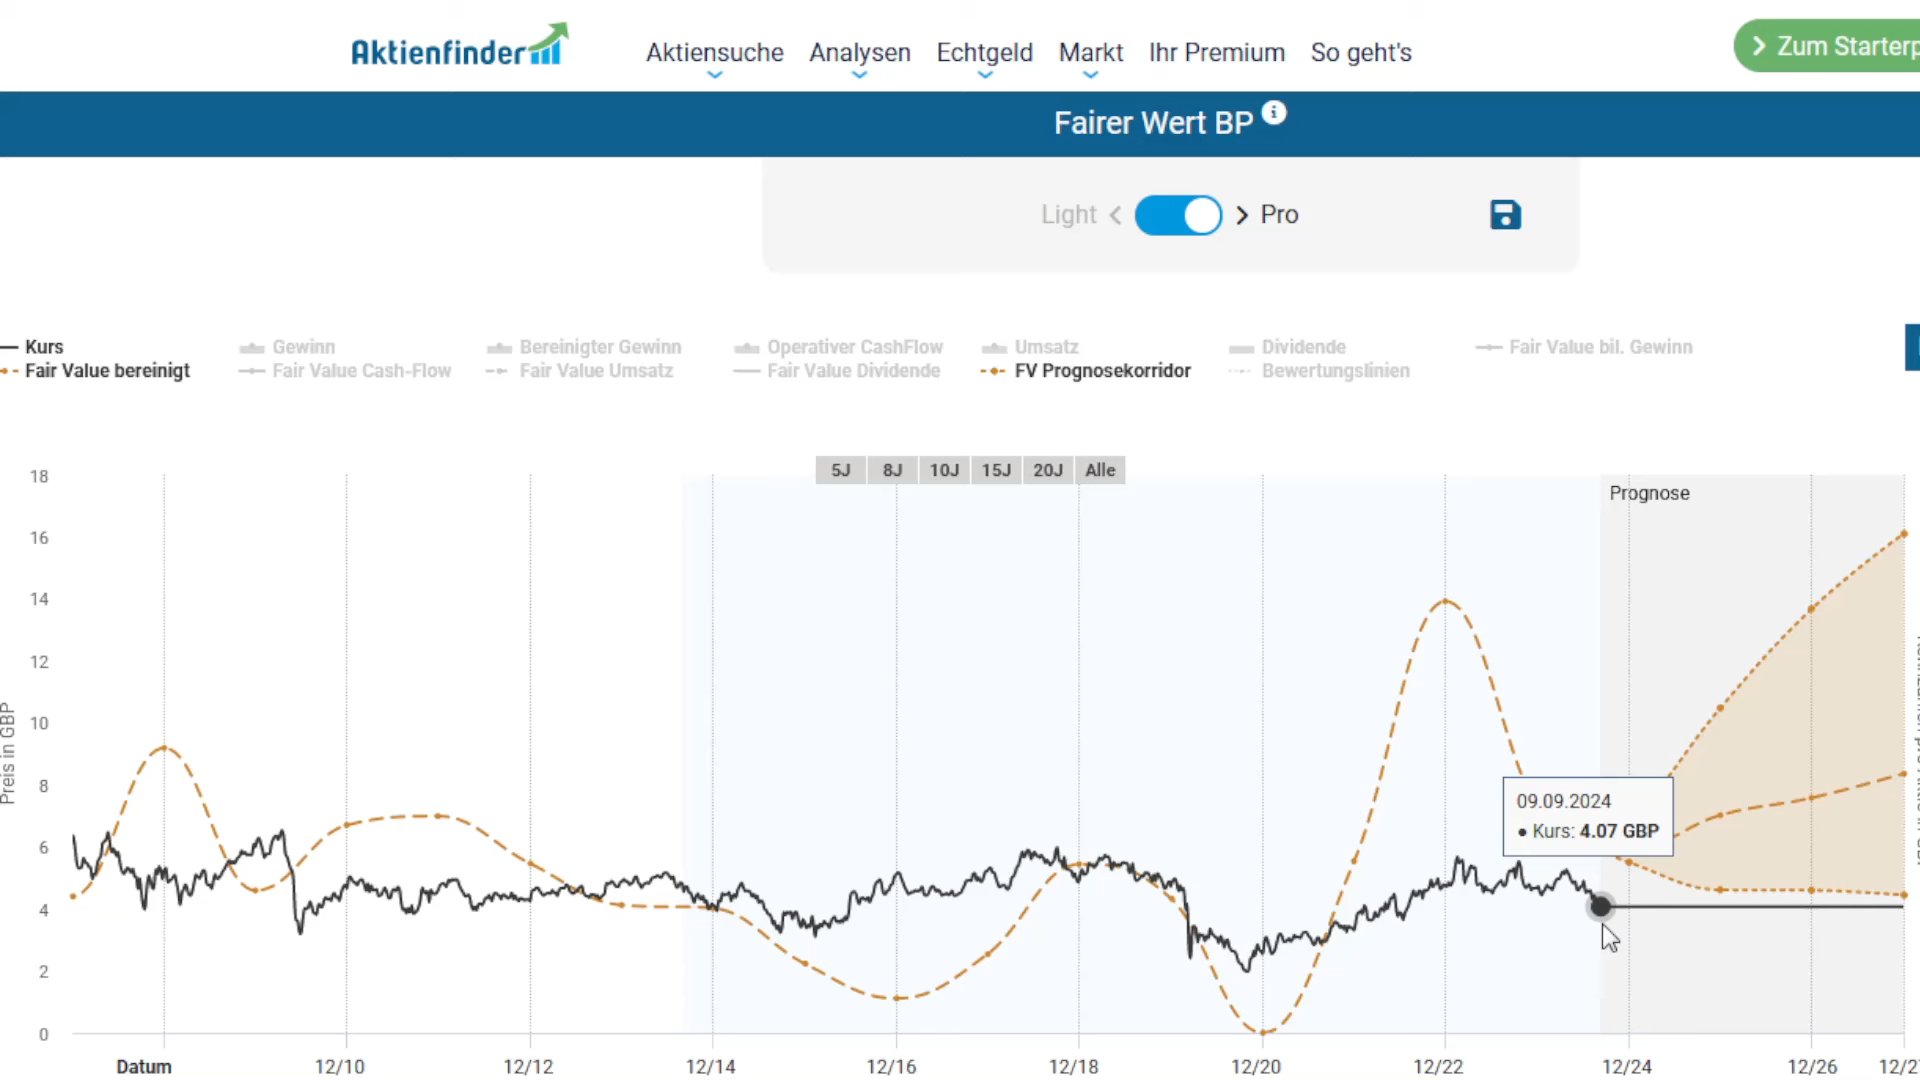 Aktienfinder
Aktiensuche Analysen Echtgeld Markt Ihr Premium So geht's
Zum Starterp
Fairer Wert BP
Light Pro
Kurs Gewinn Bereinigter Gewinn Operativer CashFlow Umsatz Dividende Fair Value bil. Gewinn
Fair Value bereinigt Fair Value Cash-Flow Fair Value Umsatz Fair Value Dividende FV Prognosekorridor Bewertungslinien
5J 8J 10J 15J 20J Alle
Prognose
18
16
14
12
10
8
6
4
2
0
Preis in GBP
09.09.2024
• Kurs: 4.07 GBP
Datum 12/10 12/12 12/14 12/16 12/18 12/20 12/22 12/24 12/26 12/2